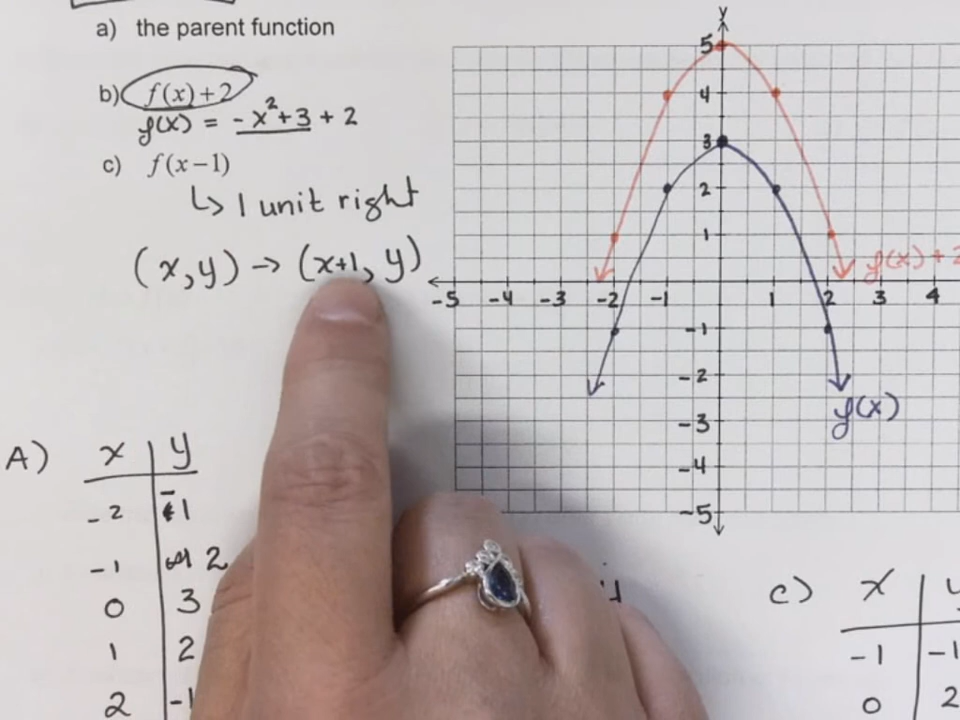 a) the parent function
b) f(x)+2
f(x) = -x²+3 + 2
c) f(x-1)
↳ 1 unit right
(x,y) → (x+1, y)
y
5
4
3
2
1
-5 -4 -3 -2 -1 1 2 3 4
-1
-2
-3
-4
-5
f(x)+2
f(x)
A) x y
-2 -1
-1 2
0 3
1 2
2 -1
c) x y
-1 -1
0 2